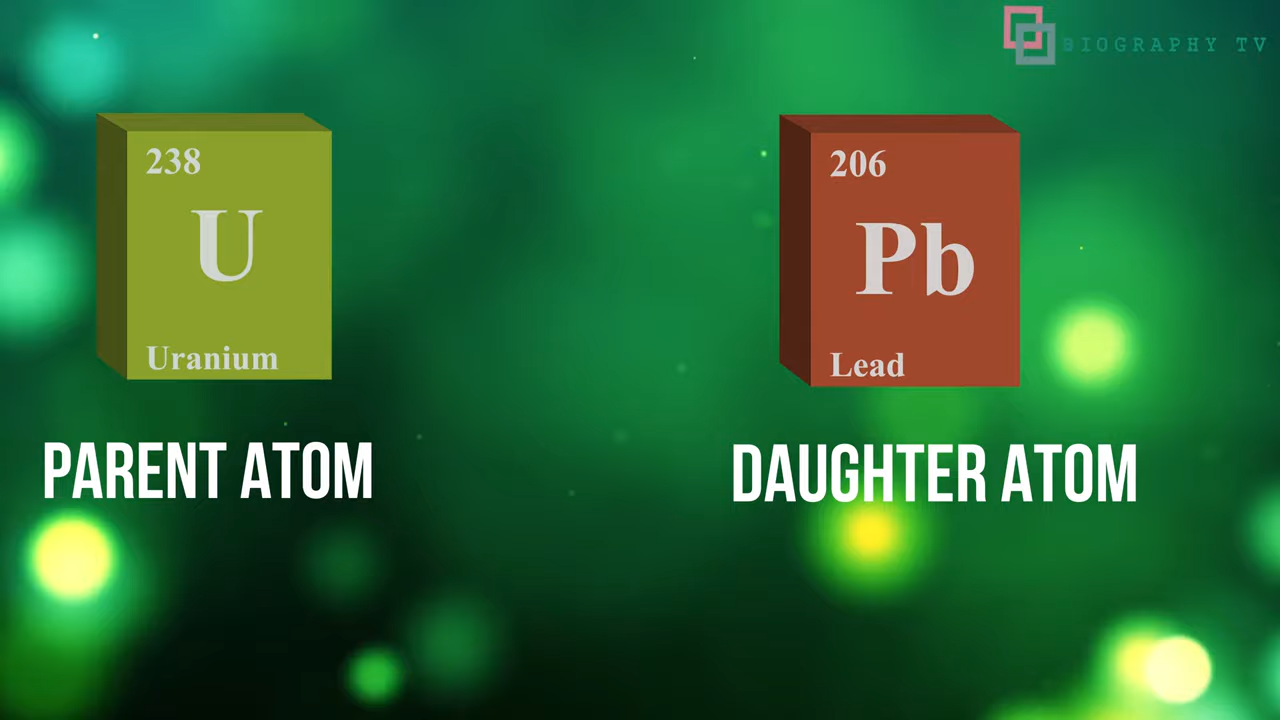 BIOGRAPHY TV
238
U
Uranium
PARENT ATOM
206
Pb
Lead
DAUGHTER ATOM